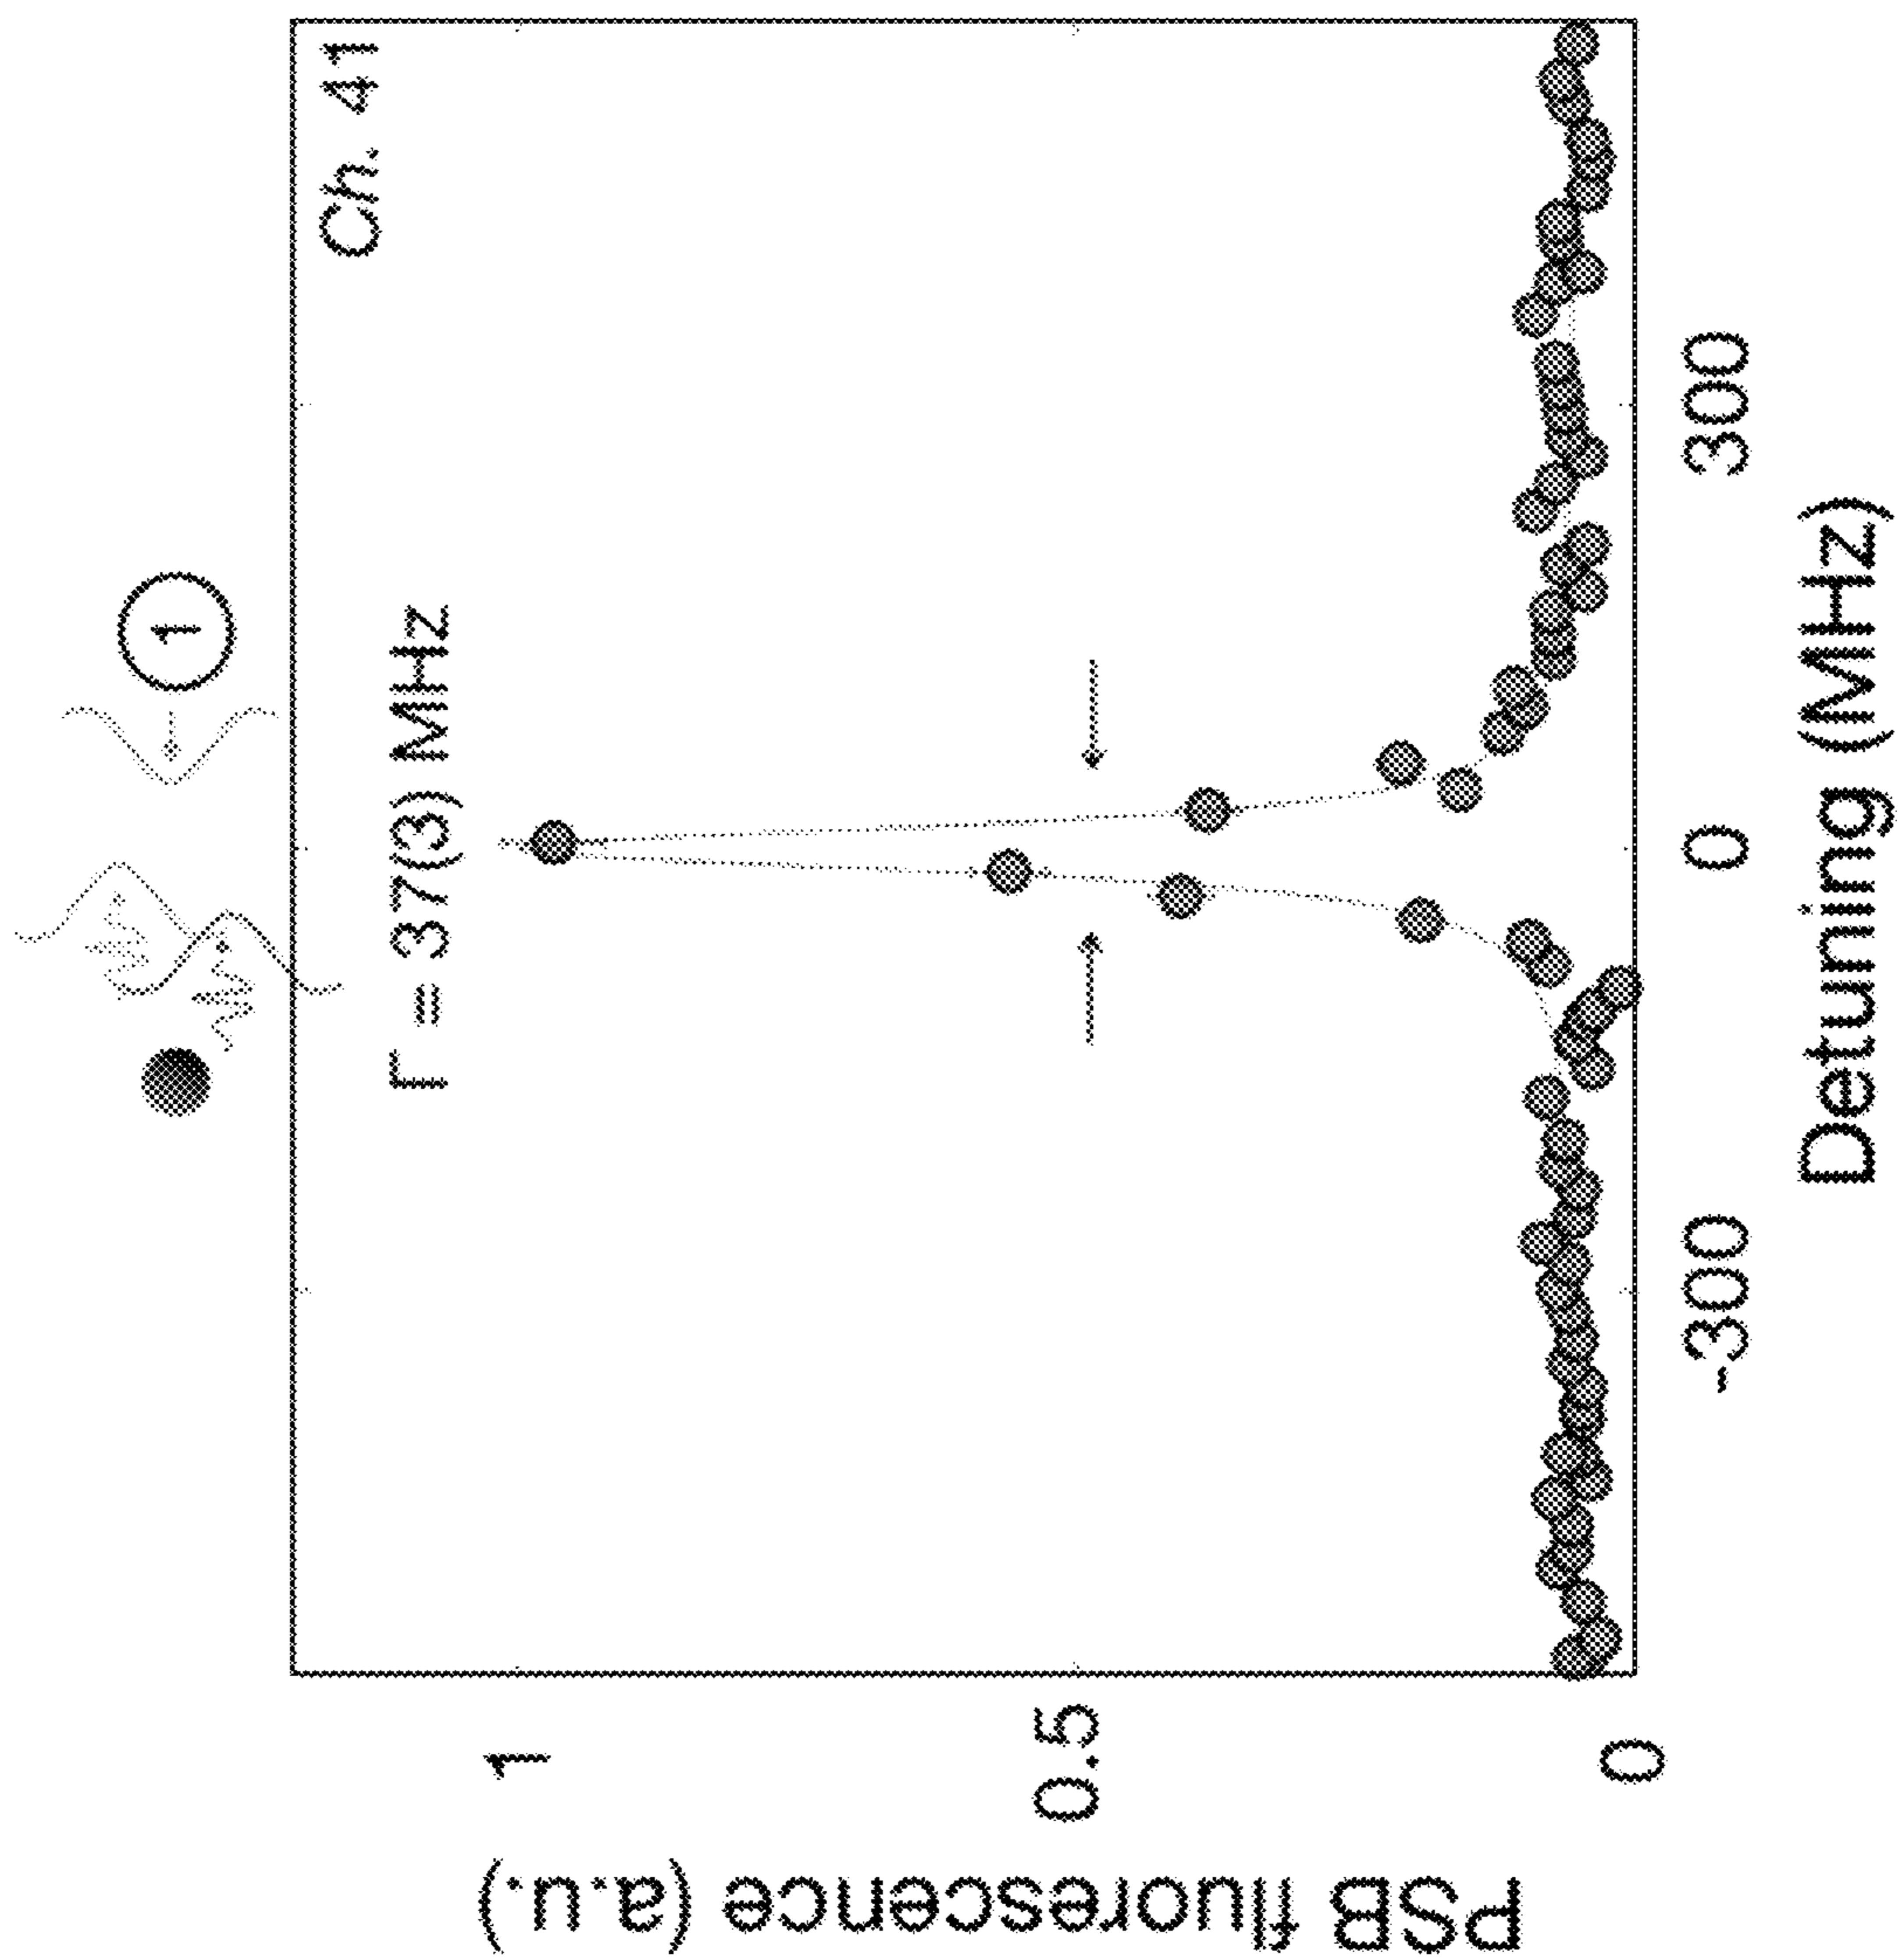 1
Ch. 41
Γ = 37(3) MHz
PSB fluorescence (a.u.)
1
0.5
0
-300
0
300
Detuning (MHz)